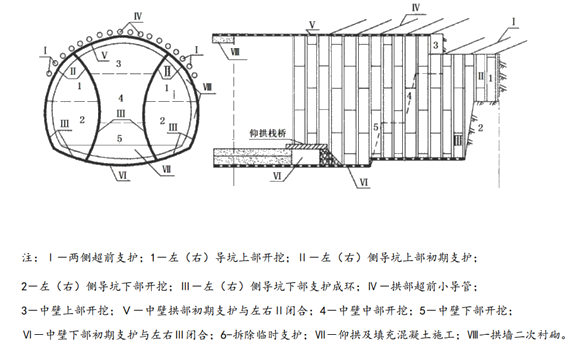 Ⅳ
Ⅰ Ⅴ Ⅰ
Ⅱ 3 Ⅱ
Ⅷ
1 4 1
2 Ⅲ 2
Ⅲ Ⅲ
5
Ⅵ Ⅶ
Ⅴ Ⅳ Ⅰ
Ⅷ 3
Ⅱ 1
4
仰拱栈桥 5 Ⅲ 2
Ⅶ Ⅵ Ⅵ
注：Ⅰ—两侧超前支护；1—左（右）导坑上部开挖；Ⅱ—左（右）侧导坑上部初期支护；
2—左（右）侧导坑下部开挖；Ⅲ—左（右）侧导坑下部支护成环；Ⅳ—拱部超前小导管；
3—中壁上部开挖；Ⅴ—中壁拱部初期支护与左右Ⅱ闭合；4—中壁中部开挖；5—中壁下部开挖；
Ⅵ—中壁下部初期支护与左右Ⅲ闭合；6-拆除临时支护；Ⅶ—仰拱及填充混凝土施工；Ⅷ一拱墙二次衬砌。